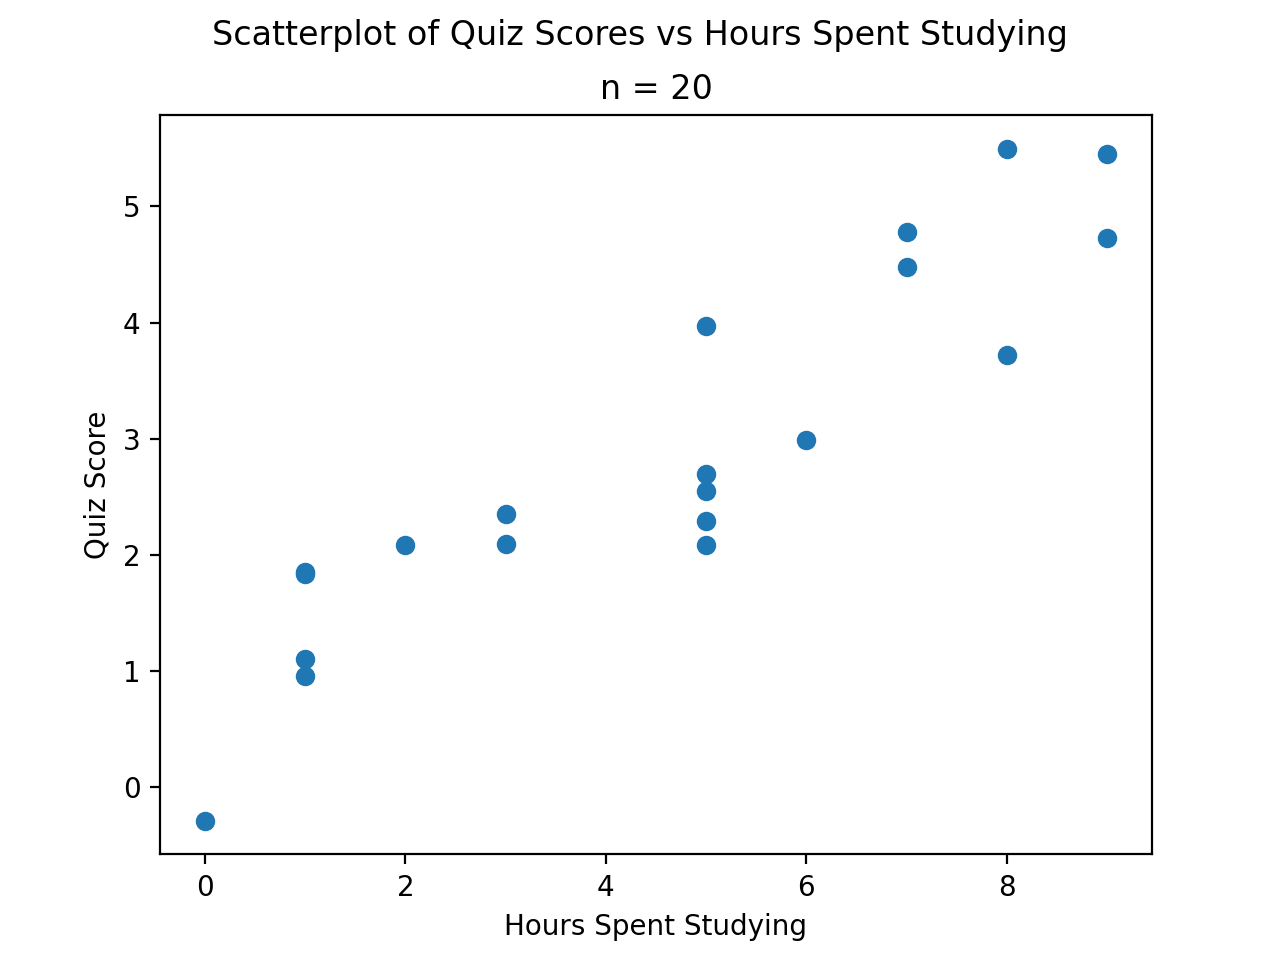 Scatterplot of Quiz Scores vs Hours Spent Studying
n = 20
5
4
3
2
1
0
Quiz Score
0 2 4 6 8
Hours Spent Studying